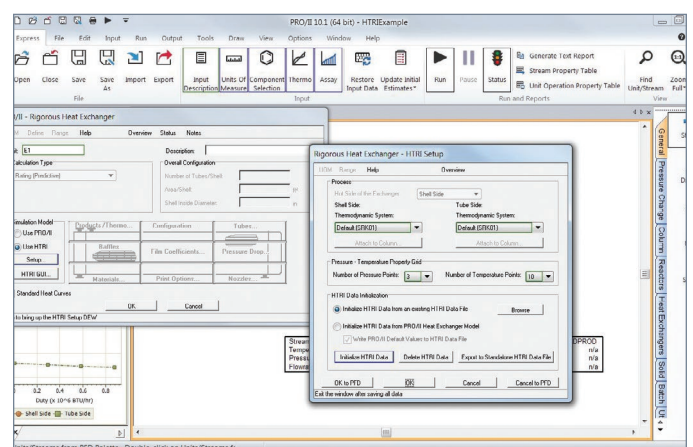 PRO/II 10.1 (64 bit) - HTRIExample
Express File Edit Input Run Output Tools Draw View Options Window Help
Open Close Save Save As Import Export
Input Description Units Of Measure Component Selection Thermo Assay Restore Input Data Update Initial Estimates*
Run Pause Status
Generate Text Report
Stream Property Table
Unit Operation Property Table
Find Unit/Stream Zoom Full
File Input Run and Reports View
/II - Rigorous Heat Exchanger
Define Range Help Overview Status Notes
E1 Description:
Calculation Type
Rating (Predictive)
Overall Configuration
Number of Tubes/Shell
Area/Shell
Shell Inside Diameter
Simulation Model
Use PRO/II
Use HTRI
Setup...
HTRI GUI...
Products/Thermo... Configuration Tubes...
Baffles Film Coefficients... Pressure Drop
Materials... Print Options... Nozzles...
Standard Heat Curves
OK Cancel
to bring up the HTRI Setup DEW
Rigorous Heat Exchanger - HTRI Setup
UOM Range Help Overview
Process
Hot Side of the Exchanger Shell Side
Shell Side: Tube Side:
Thermodynamic System: Thermodynamic System:
Default (SRK01) Default (SRK01)
Attach to Column... Attach to Column...
Pressure - Temperature Property Grid
Number of Pressure Points: 3 Number of Temperature Points: 10
HTRI Data Initialization
Initialize HTRI Data from an existing HTRI Data File Browse
Initialize HTRI Data from PRO/II Heat Exchanger Model
Write PRO/II Default Values to HTRI Data File
Initialize HTRI Data Delete HTRI Data Export to Standalone HTRI Data File
OK to PFD OK Cancel Cancel to PFD
Exit the window after saving all data
General
Pressure Change
Column
Reactors
Heat Exchangers
Solid
Batch
Stream
DPROD
n/a
n/a
n/a
0.2 0.4 0.6 0.8
Duty (x 10^6 BTU/hr)
Shell Side Tube Side